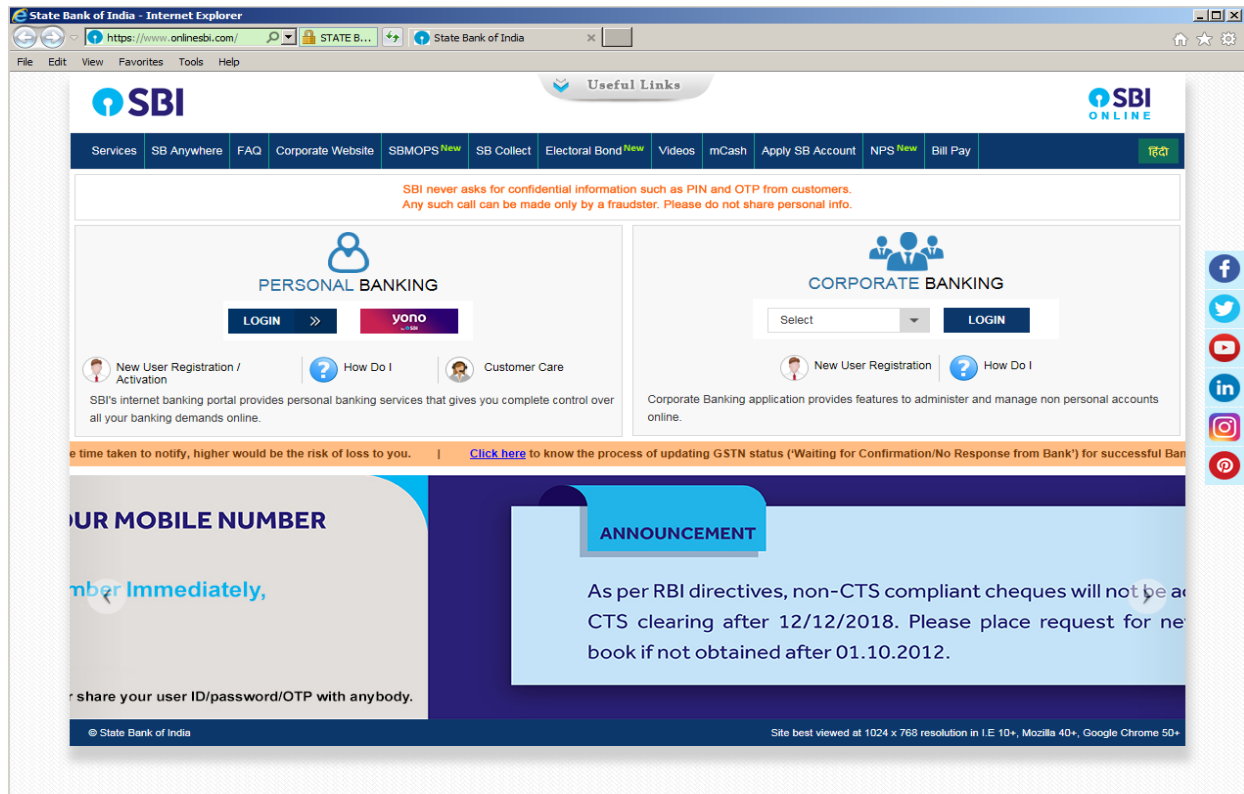 State Bank of India - Internet Explorer
https://www.onlinesbi.com/ STATE B... State Bank of India
File Edit View Favorites Tools Help
Useful Links
SBI
SBI
ONLINE
Services SB Anywhere FAQ Corporate Website SBMOPS New SB Collect Electoral Bond New Videos mCash Apply SB Account NPS New Bill Pay हिंदी
SBI never asks for confidential information such as PIN and OTP from customers.
Any such call can be made only by a fraudster. Please do not share personal info.
PERSONAL BANKING
LOGIN » yono
by SBI
New User Registration /
Activation
How Do I
Customer Care
SBI's internet banking portal provides personal banking services that gives you complete control over
all your banking demands online.
CORPORATE BANKING
Select LOGIN
New User Registration How Do I
Corporate Banking application provides features to administer and manage non personal accounts
online.
e time taken to notify, higher would be the risk of loss to you. | Click here to know the process of updating GSTN status ('Waiting for Confirmation/No Response from Bank') for successful Ban
OUR MOBILE NUMBER
mber Immediately,
r share your user ID/password/OTP with anybody.
ANNOUNCEMENT
As per RBI directives, non-CTS compliant cheques will not be ac
CTS clearing after 12/12/2018. Please place request for ne
book if not obtained after 01.10.2012.
© State Bank of India
Site best viewed at 1024 x 768 resolution in I.E 10+, Mozilla 40+, Google Chrome 50+